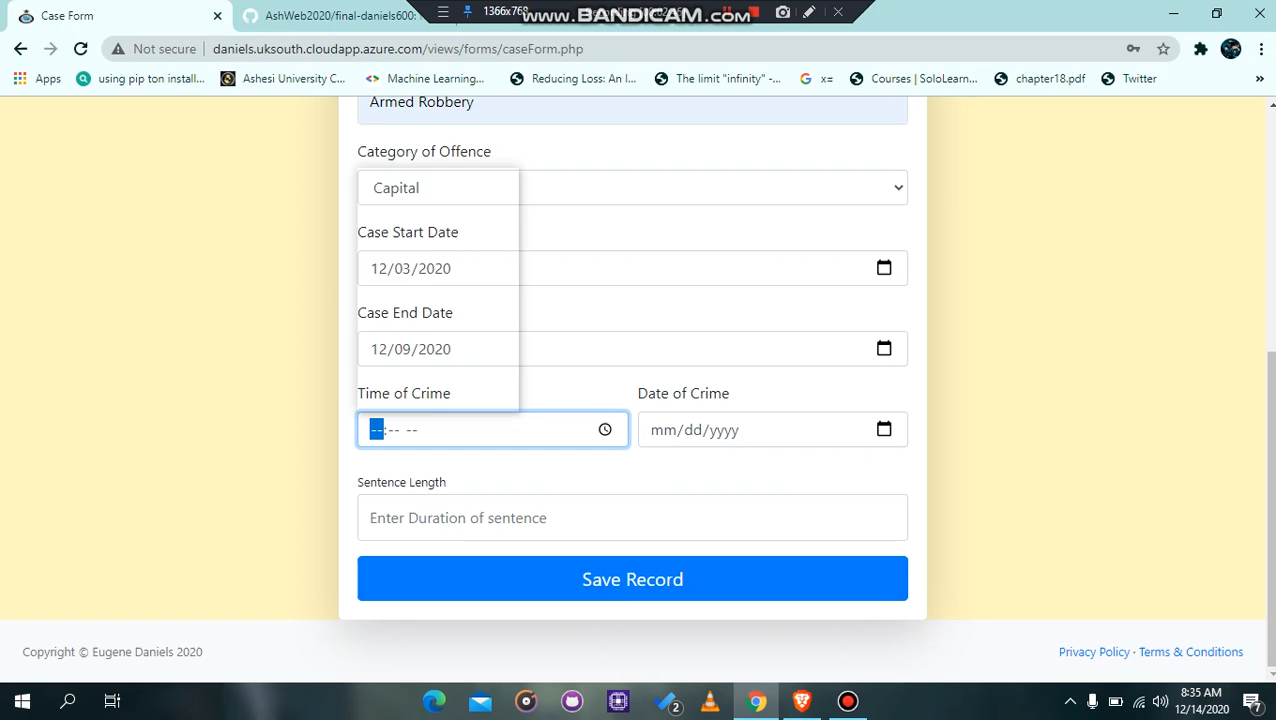 1366x768
www.BANDICAM.com
Case Form
AshWeb2020/final-daniels600:
Not secure
daniels.uksouth.cloudapp.azure.com/views/forms/caseForm.php
Apps
using pip ton install...
Ashesi University C...
Machine Learning...
Reducing Loss: An I...
The limit "infinity" -...
x=
Courses | SoloLearn...
chapter18.pdf
Twitter
»
Armed Robbery
Category of Offence
Capital
Case Start Date
12/03/2020
Case End Date
12/09/2020
Time of Crime
Date of Crime
--:-- --
mm/dd/yyyy
Sentence Length
Enter Duration of sentence
Save Record
Copyright © Eugene Daniels 2020
Privacy Policy · Terms & Conditions
2
8:35 AM
12/14/2020
7